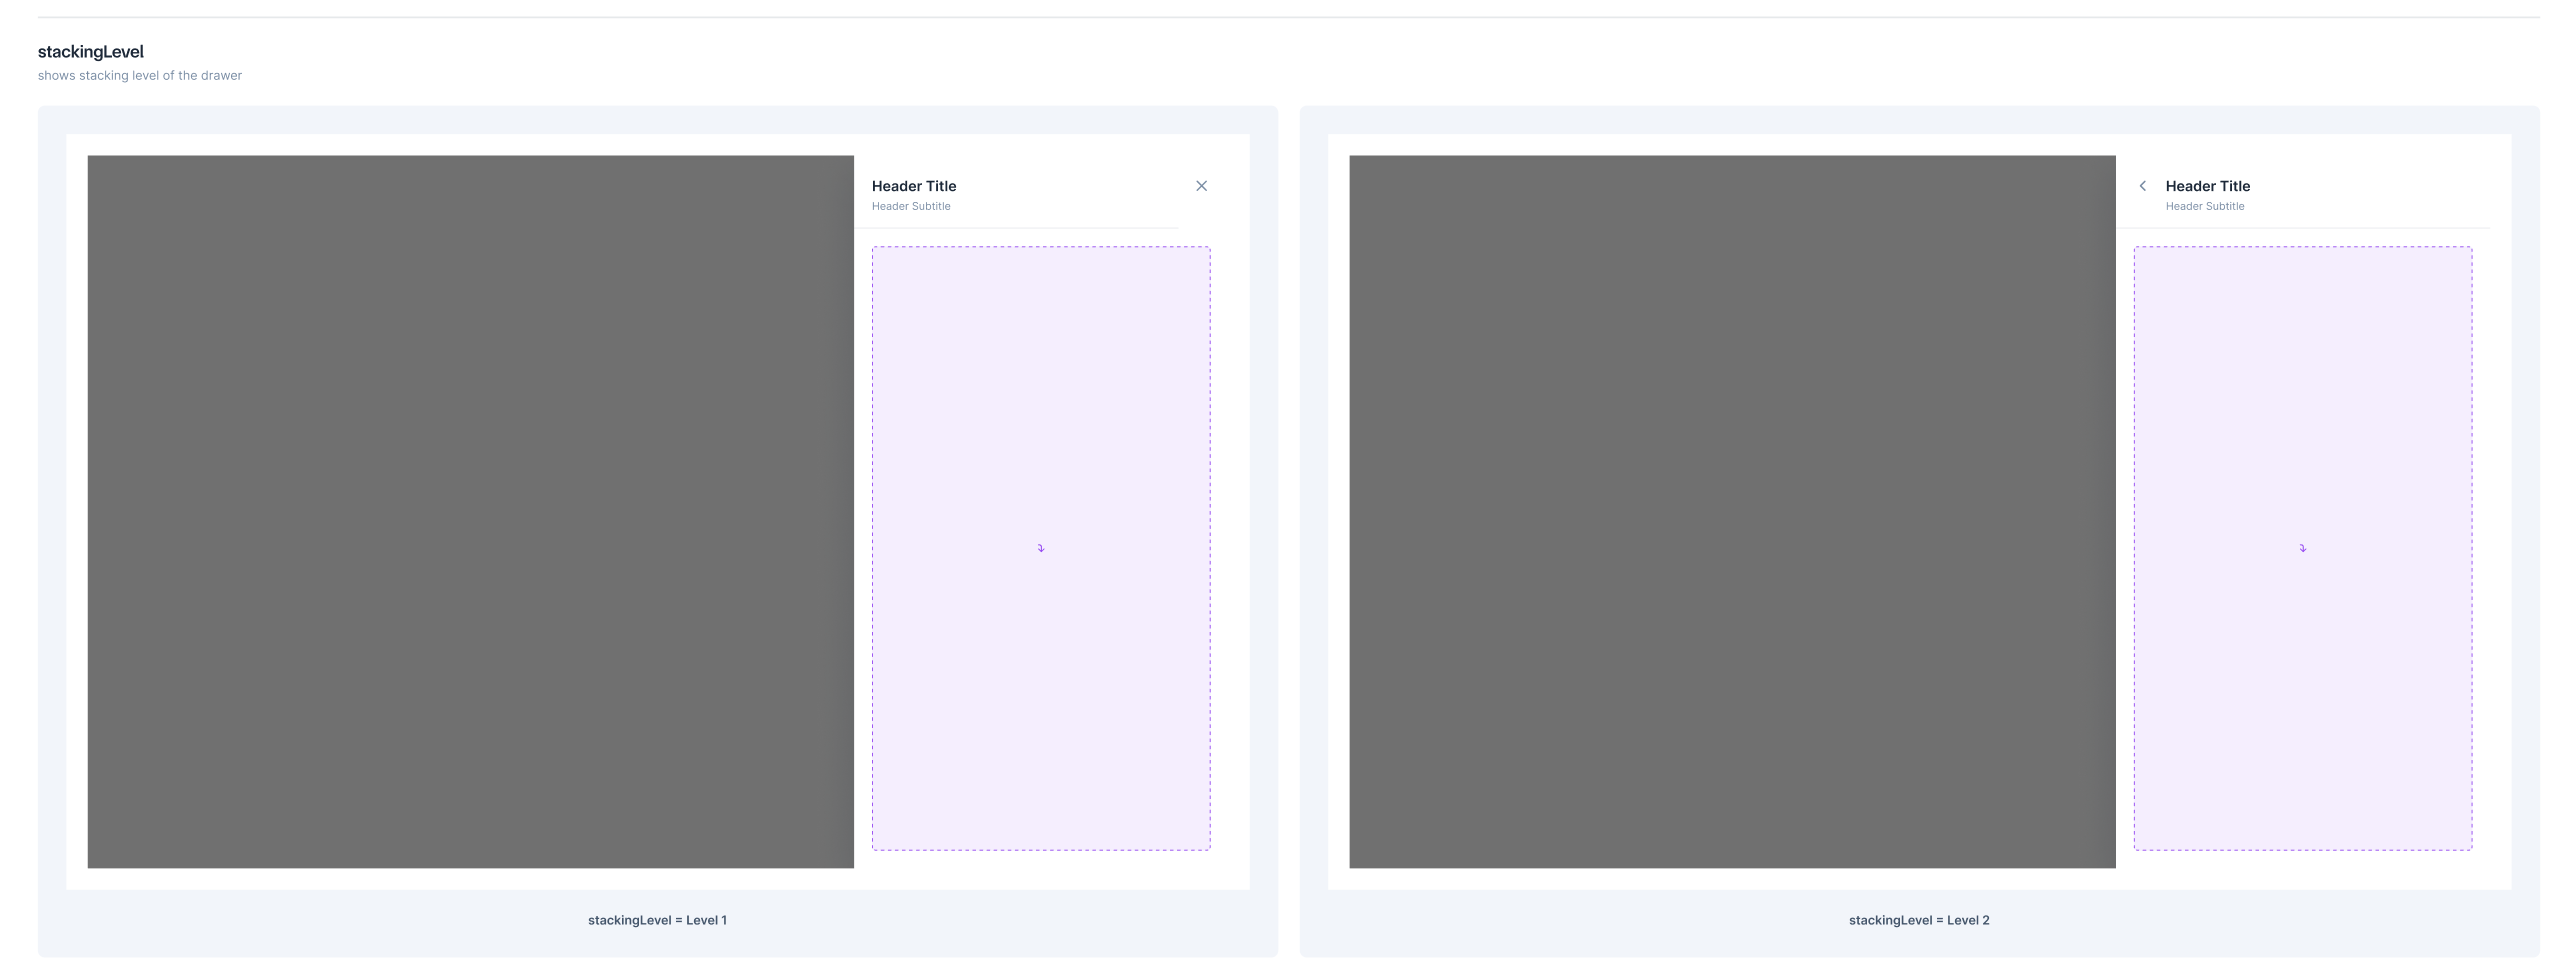 stackingLevel
shows stacking level of the drawer
Header Title
Header Subtitle
stackingLevel = Level 1
Header Title
Header Subtitle
stackingLevel = Level 2